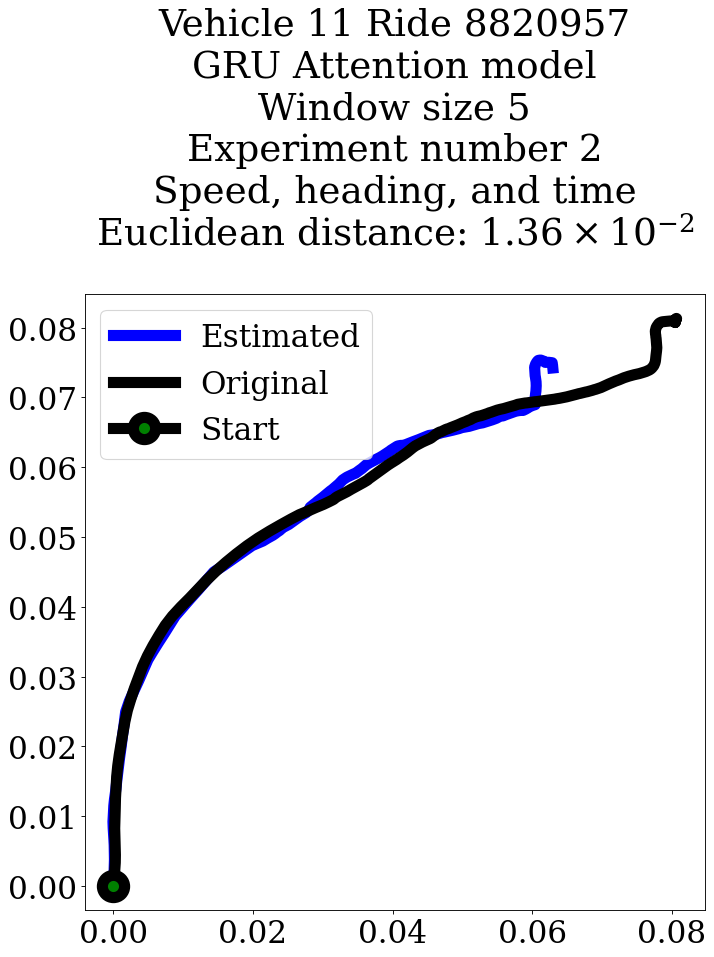 Vehicle 11 Ride 8820957
GRU Attention model
Window size 5
Experiment number 2
Speed, heading, and time
Euclidean distance: 1.36 × 10⁻²
Estimated
Original
Start
0.08
0.07
0.06
0.05
0.04
0.03
0.02
0.01
0.00
0.00 0.02 0.04 0.06 0.08